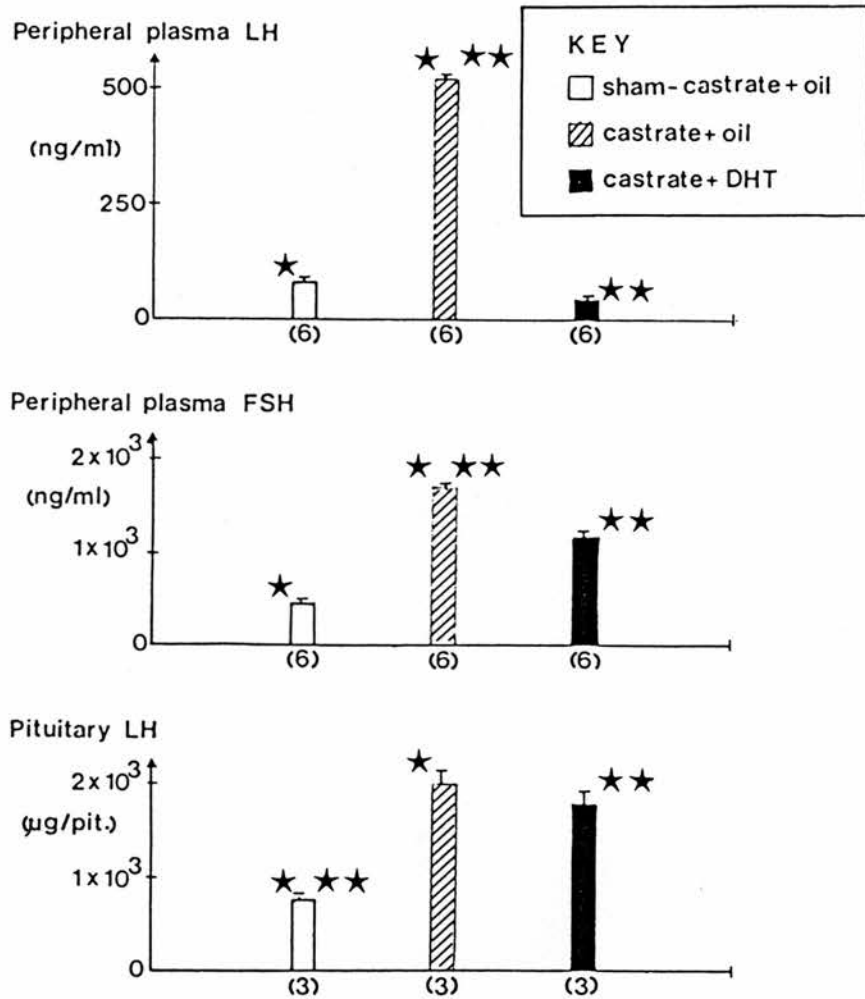 Peripheral plasma LH
500
(ng/ml)
250
0
★
★ ★★
★★
(6) (6) (6)
KEY
sham-castrate+oil
castrate+oil
castrate+DHT
Peripheral plasma FSH
2×10³
(ng/ml)
1×10³
0
★
★ ★★
★★
(6) (6) (6)
Pituitary LH
2×10³
(µg/pit.)
1×10³
0
★ ★★
★
★★
(3) (3) (3)